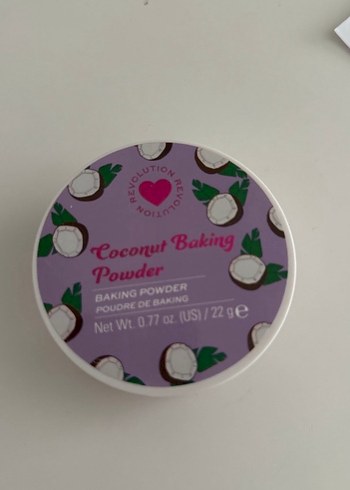 REVOLUTION REVOLUTION
Coconut Baking
Powder
BAKING POWDER
POUDRE DE BAKING
Net Wt. 0.77 oz. (US) / 22 g℮